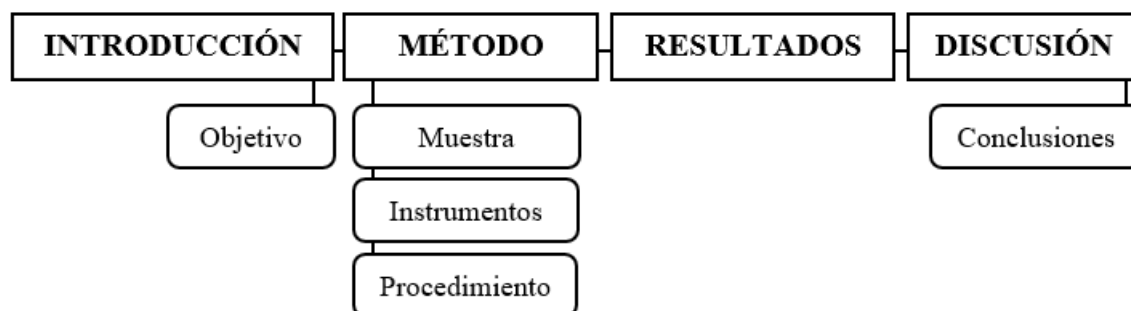 INTRODUCCIÓN
MÉTODO
RESULTADOS
DISCUSIÓN
Objetivo
Muestra
Conclusiones
Instrumentos
Procedimiento